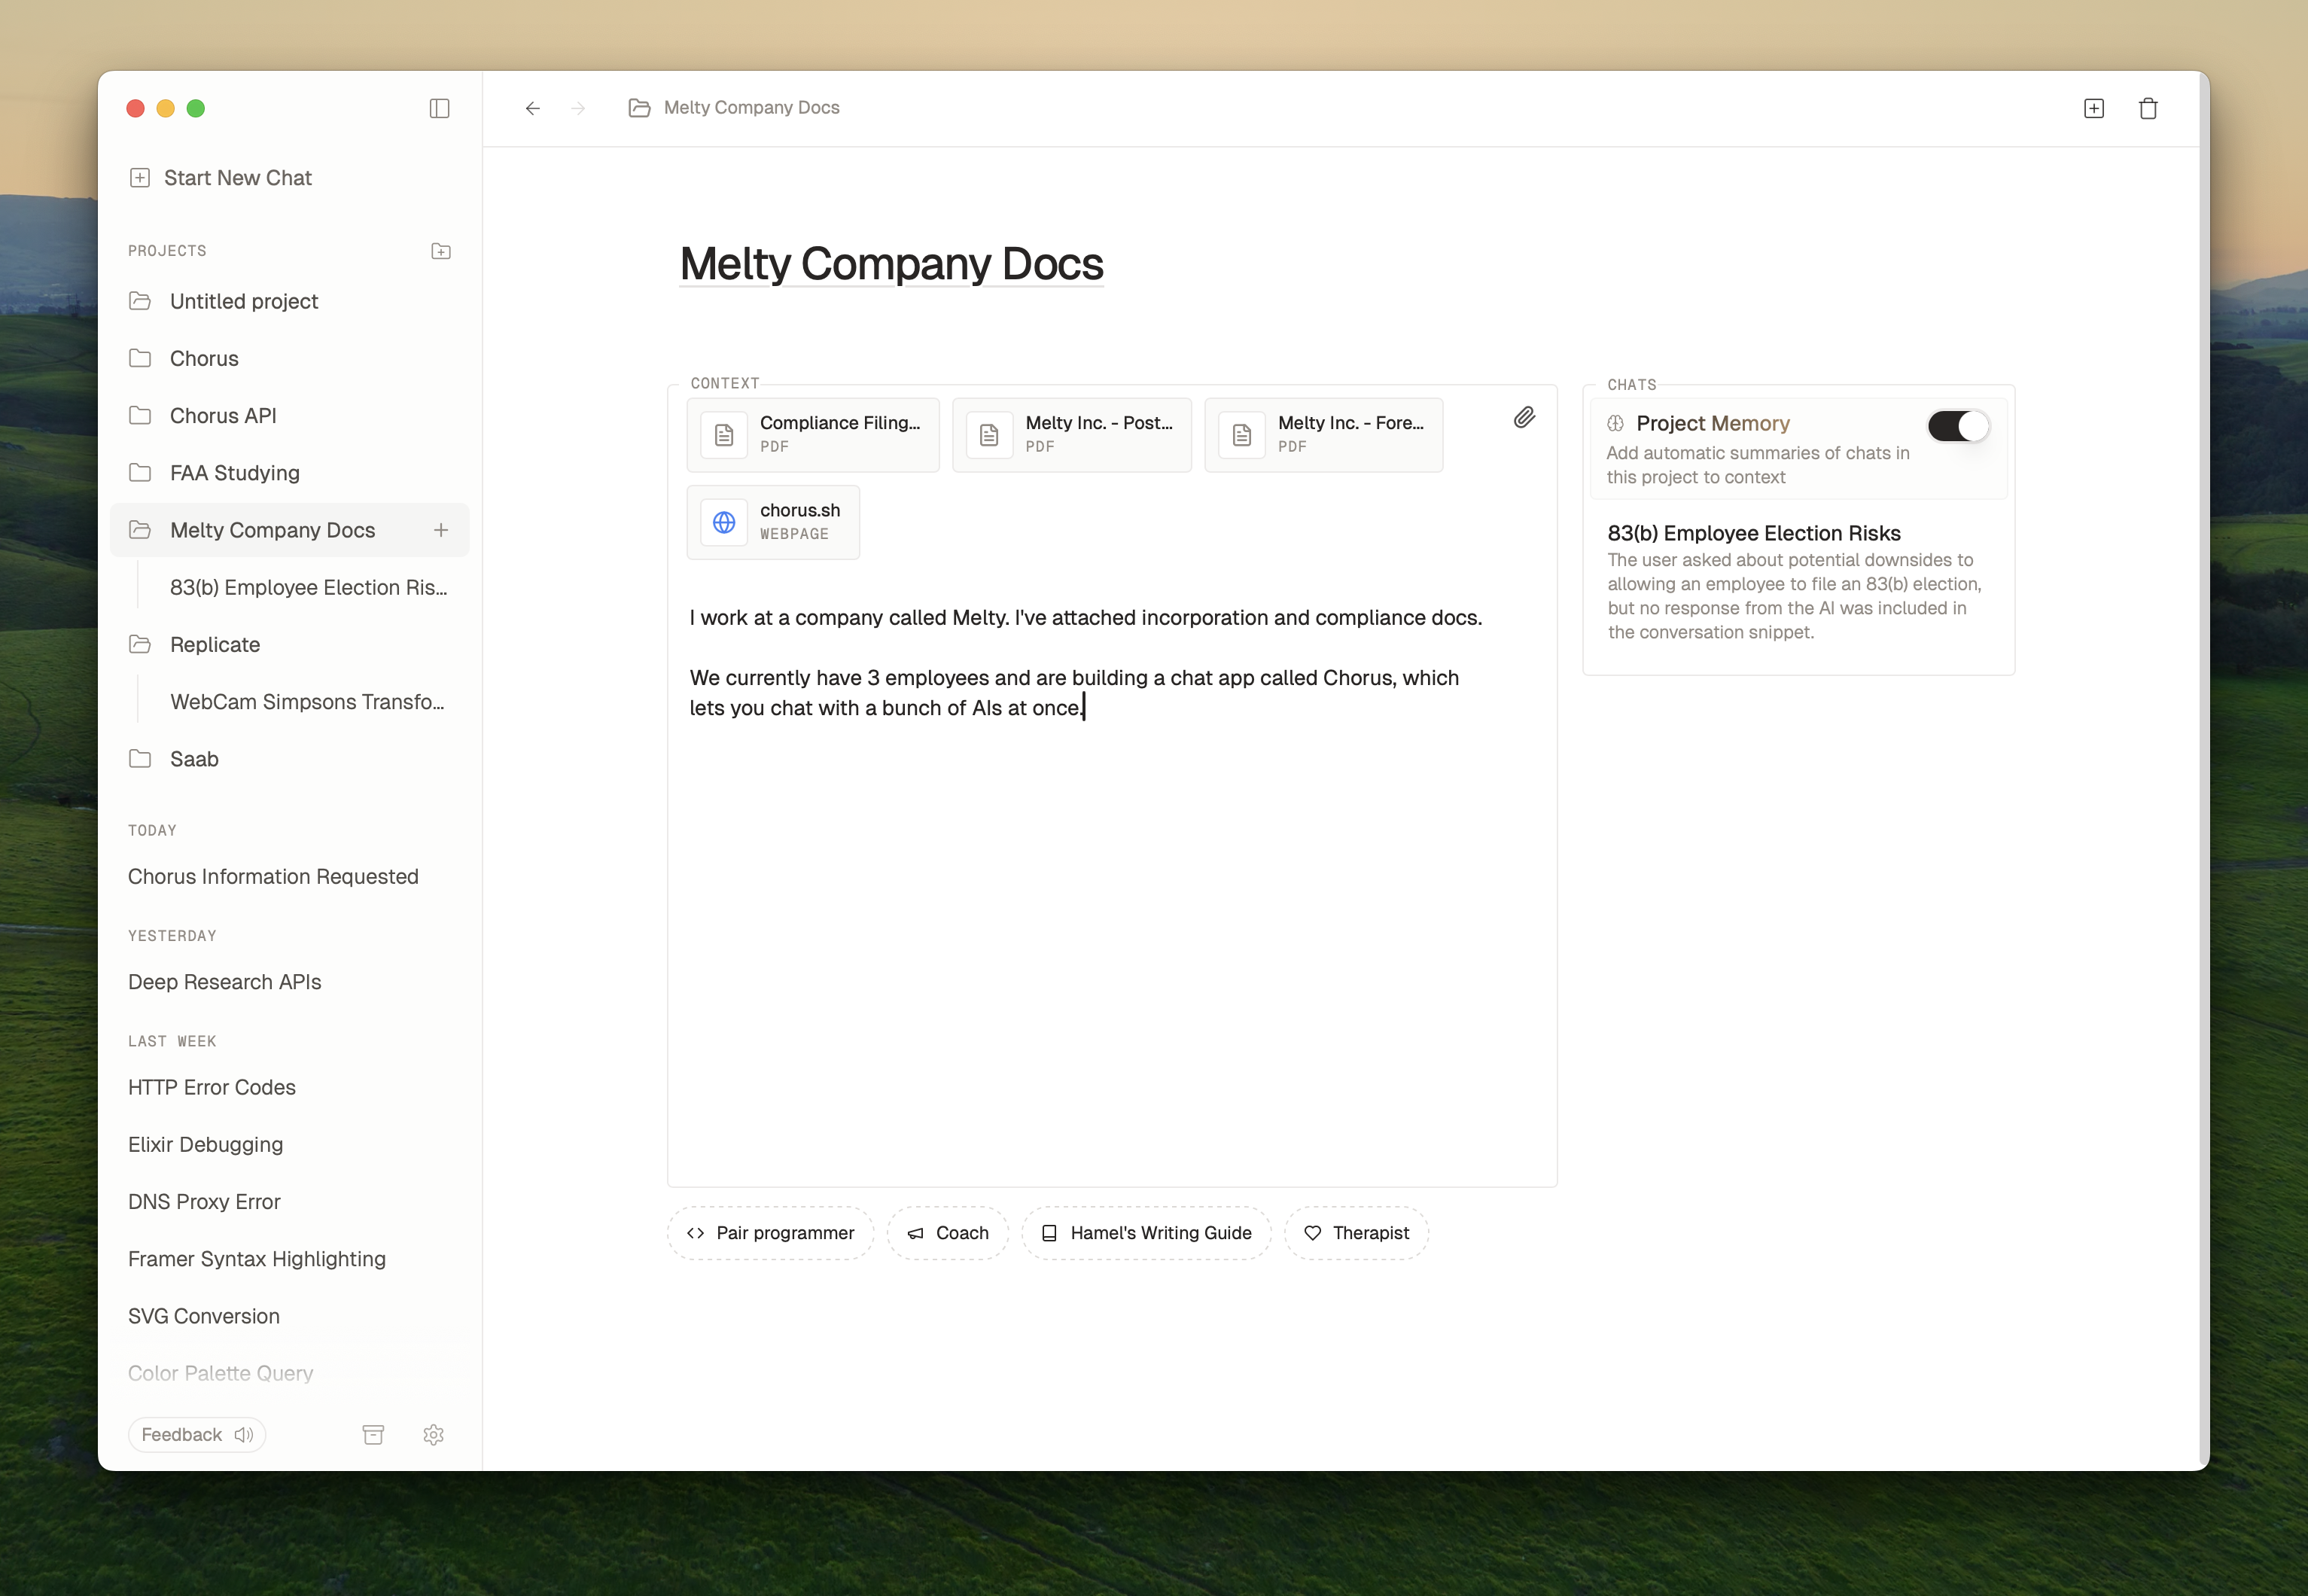 Start New Chat
PROJECTS
Untitled project
Chorus
Chorus API
FAA Studying
Melty Company Docs
83(b) Employee Election Ris...
Replicate
WebCam Simpsons Transfo...
Saab
TODAY
Chorus Information Requested
YESTERDAY
Deep Research APIs
LAST WEEK
HTTP Error Codes
Elixir Debugging
DNS Proxy Error
Framer Syntax Highlighting
SVG Conversion
Color Palette Query
Feedback
Melty Company Docs
Melty Company Docs
CONTEXT
Compliance Filing...
PDF
Melty Inc. - Post...
PDF
Melty Inc. - Fore...
PDF
chorus.sh
WEBPAGE
I work at a company called Melty. I've attached incorporation and compliance docs.
We currently have 3 employees and are building a chat app called Chorus, which
lets you chat with a bunch of AIs at once.
Pair programmer
Coach
Hamel's Writing Guide
Therapist
CHATS
Project Memory
Add automatic summaries of chats in
this project to context
83(b) Employee Election Risks
The user asked about potential downsides to
allowing an employee to file an 83(b) election,
but no response from the AI was included in
the conversation snippet.